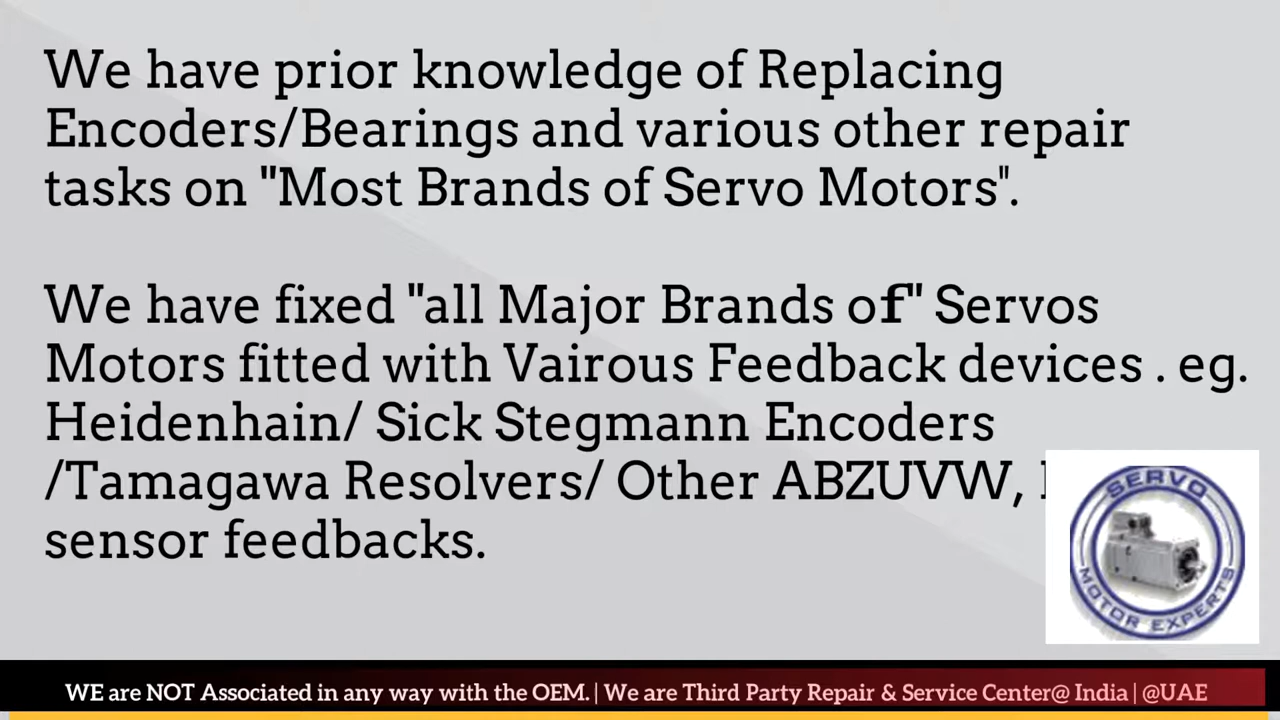 We have prior knowledge of Replacing
Encoders/Bearings and various other repair
tasks on "Most Brands of Servo Motors".
We have fixed "all Major Brands of" Servos
Motors fitted with Vairous Feedback devices . eg.
Heidenhain/ Sick Stegmann Encoders
/Tamagawa Resolvers/ Other ABZUVW,
sensor feedbacks.
SERVO
MOTOR EXPERTS
WE are NOT Associated in any way with the OEM. | We are Third Party Repair & Service Center@ India | @UAE